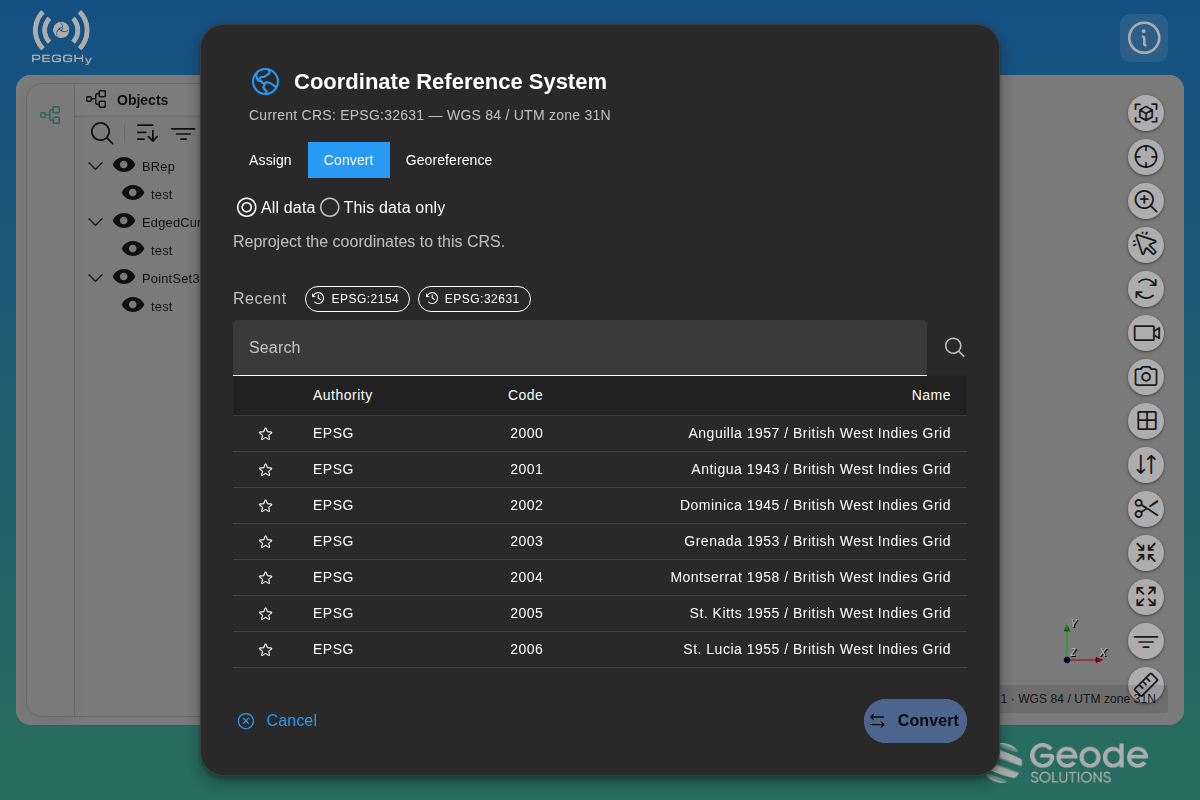 PEGGHy
Objects
BRep
test
EdgedCur
test
PointSet3
test
Coordinate Reference System
Current CRS: EPSG:32631 — WGS 84 / UTM zone 31N
Assign
Convert
Georeference
All data
This data only
Reproject the coordinates to this CRS.
Recent
EPSG:2154
EPSG:32631
Search
Authority Code Name
EPSG 2000 Anguilla 1957 / British West Indies Grid
EPSG 2001 Antigua 1943 / British West Indies Grid
EPSG 2002 Dominica 1945 / British West Indies Grid
EPSG 2003 Grenada 1953 / British West Indies Grid
EPSG 2004 Montserrat 1958 / British West Indies Grid
EPSG 2005 St. Kitts 1955 / British West Indies Grid
EPSG 2006 St. Lucia 1955 / British West Indies Grid
Cancel
Convert
Y
Z X
1 · WGS 84 / UTM zone 31N
Geode
SOLUTIONS